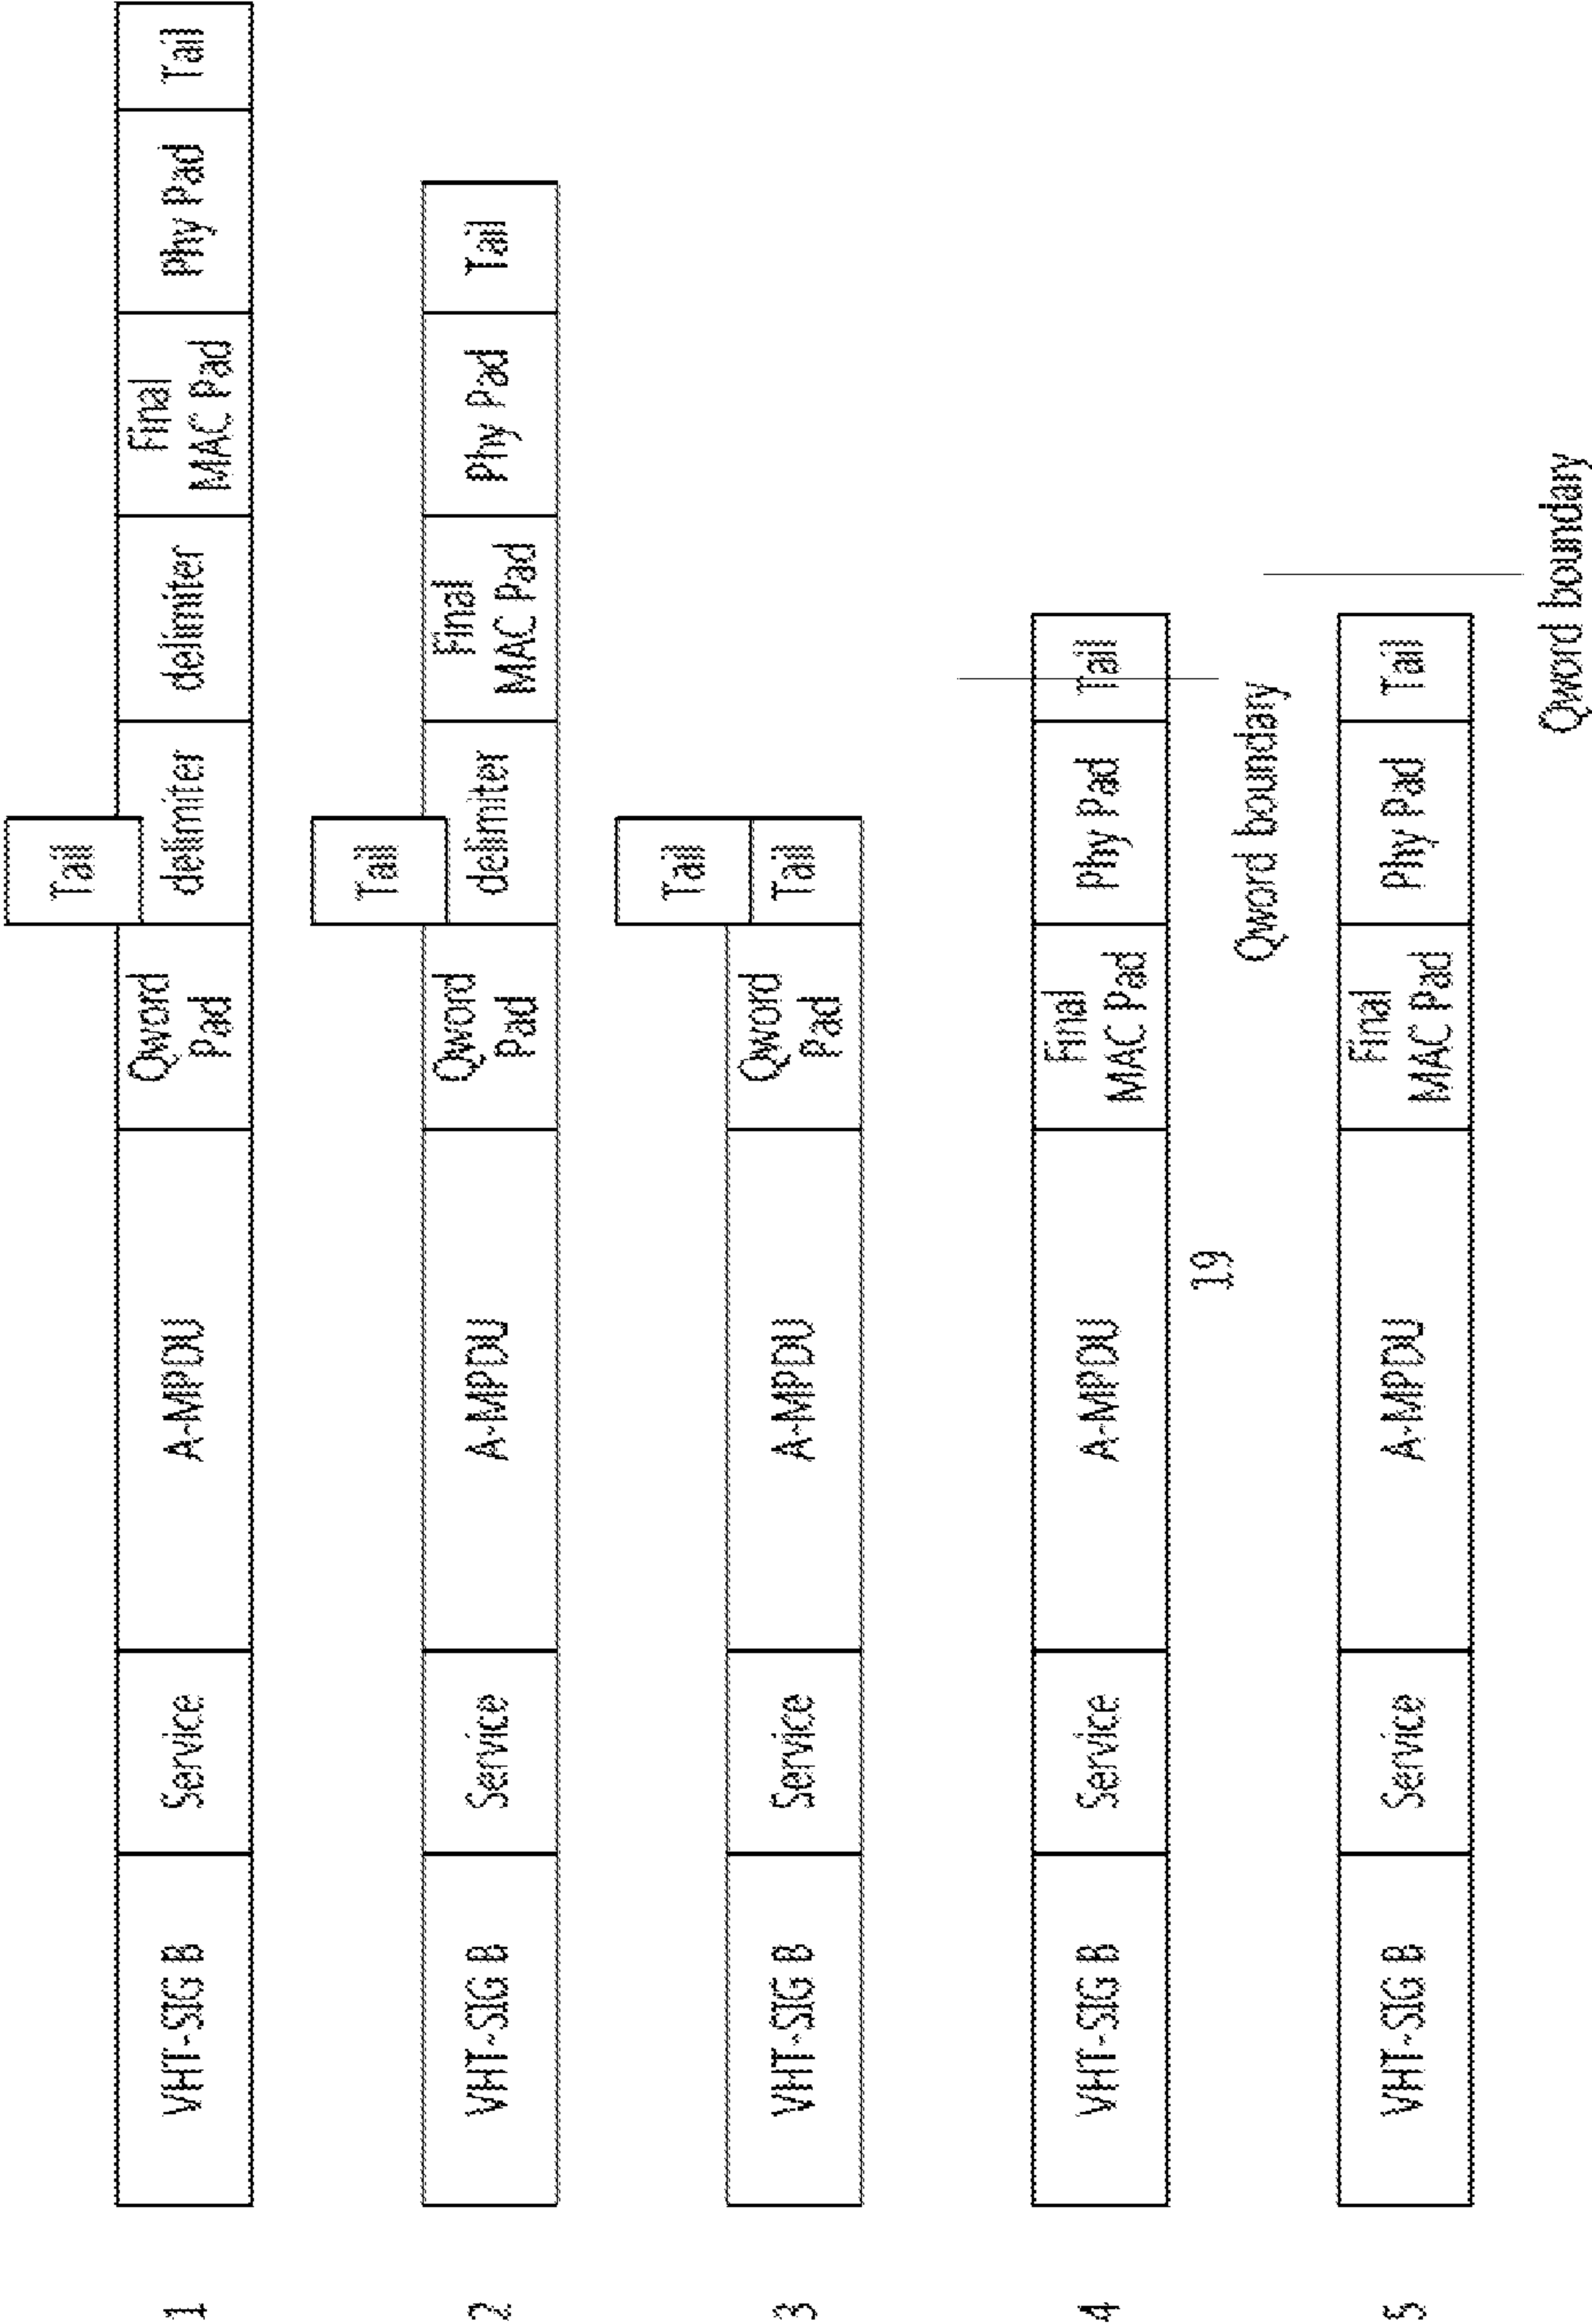 1
VHT-SIG B
Service
A-MPDU
Qword
Pad
Tail
delimiter
delimiter
Final
MAC Pad
Phy Pad
Tail
2
VHT-SIG B
Service
A-MPDU
Qword
Pad
Tail
delimiter
Final
MAC Pad
Phy Pad
Tail
3
VHT-SIG B
Service
A-MPDU
Qword
Pad
Tail
Tail
4
VHT-SIG B
Service
A-MPDU
Final
MAC Pad
Phy Pad
Tail
19
Qword boundary
5
VHT-SIG B
Service
A-MPDU
Final
MAC Pad
Phy Pad
Tail
Qword boundary